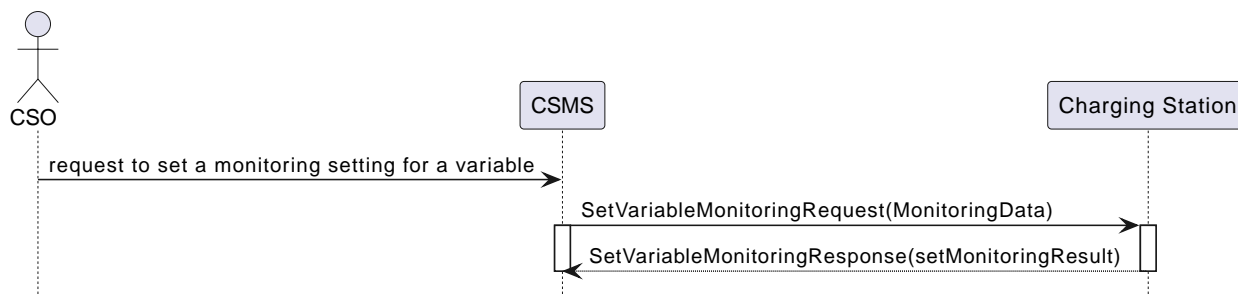 CSO
CSMS
Charging Station
request to set a monitoring setting for a variable
SetVariableMonitoringRequest(MonitoringData)
SetVariableMonitoringResponse(setMonitoringResult)